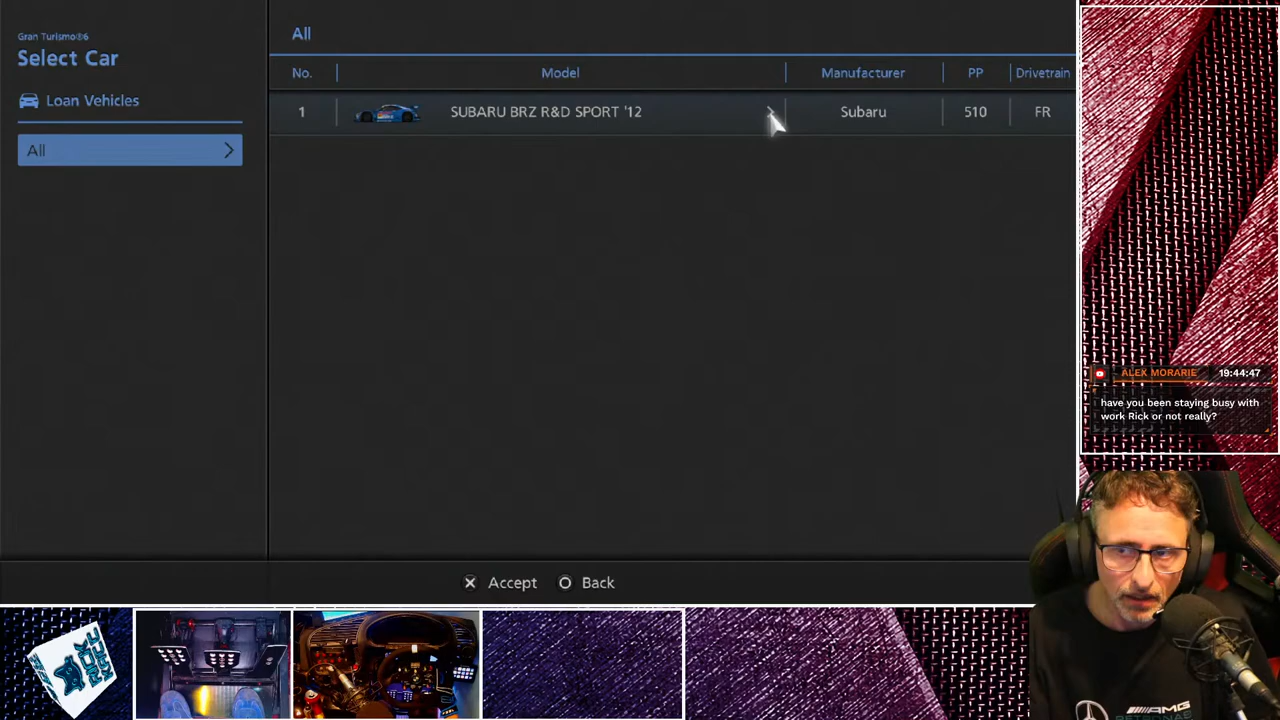 Gran Turismo®6
Select Car
Loan Vehicles
All
All
No. Model Manufacturer PP Drivetrain
1 SUBARU BRZ R&D SPORT '12 Subaru 510 FR
Accept Back
ALEX MORARIE 19:44:47
have you been staying busy with
work Rick or not really?
RICK
AMG